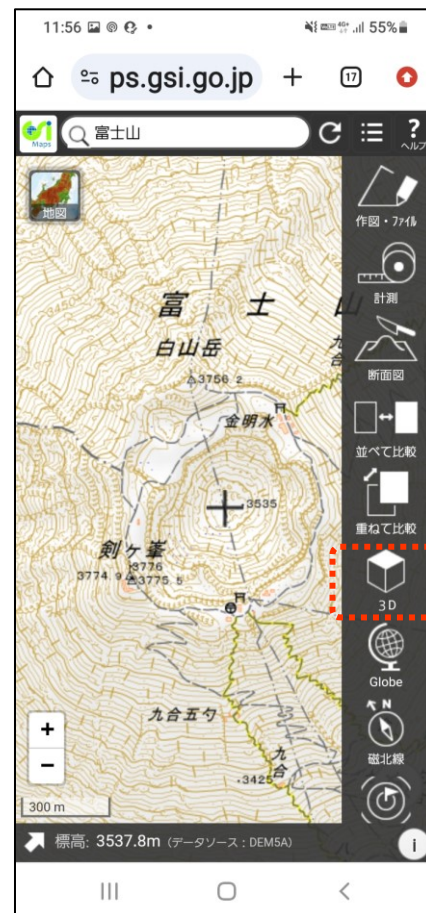 11:56
55%
ps.gsi.go.jp
17
Maps
富士山
?
ヘルプ
地図
作図・ファイル
計測
断面図
並べて比較
重ねて比較
3D
Globe
N
磁北線
富士山
白山岳
3756.2
金明水
九合
3535
剣ヶ峯
3776
3774.9
3775.5
九合五勺
九合
3425
+
−
300 m
標高: 3537.8m (データソース : DEM5A)
i